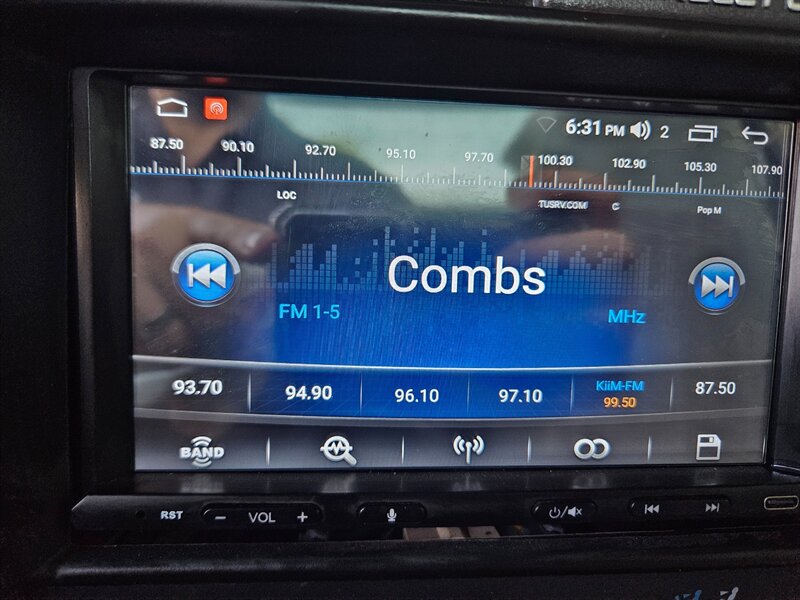 6:31 PM 2
87.50 90.10 92.70 95.10 97.70 100.30 102.90 105.30 107.90
LOC TUSRV.COM C Pop M
Combs
FM 1-5 MHz
KiiM-FM
93.70 94.90 96.10 97.10 99.50 87.50
BAND
RST − VOL +